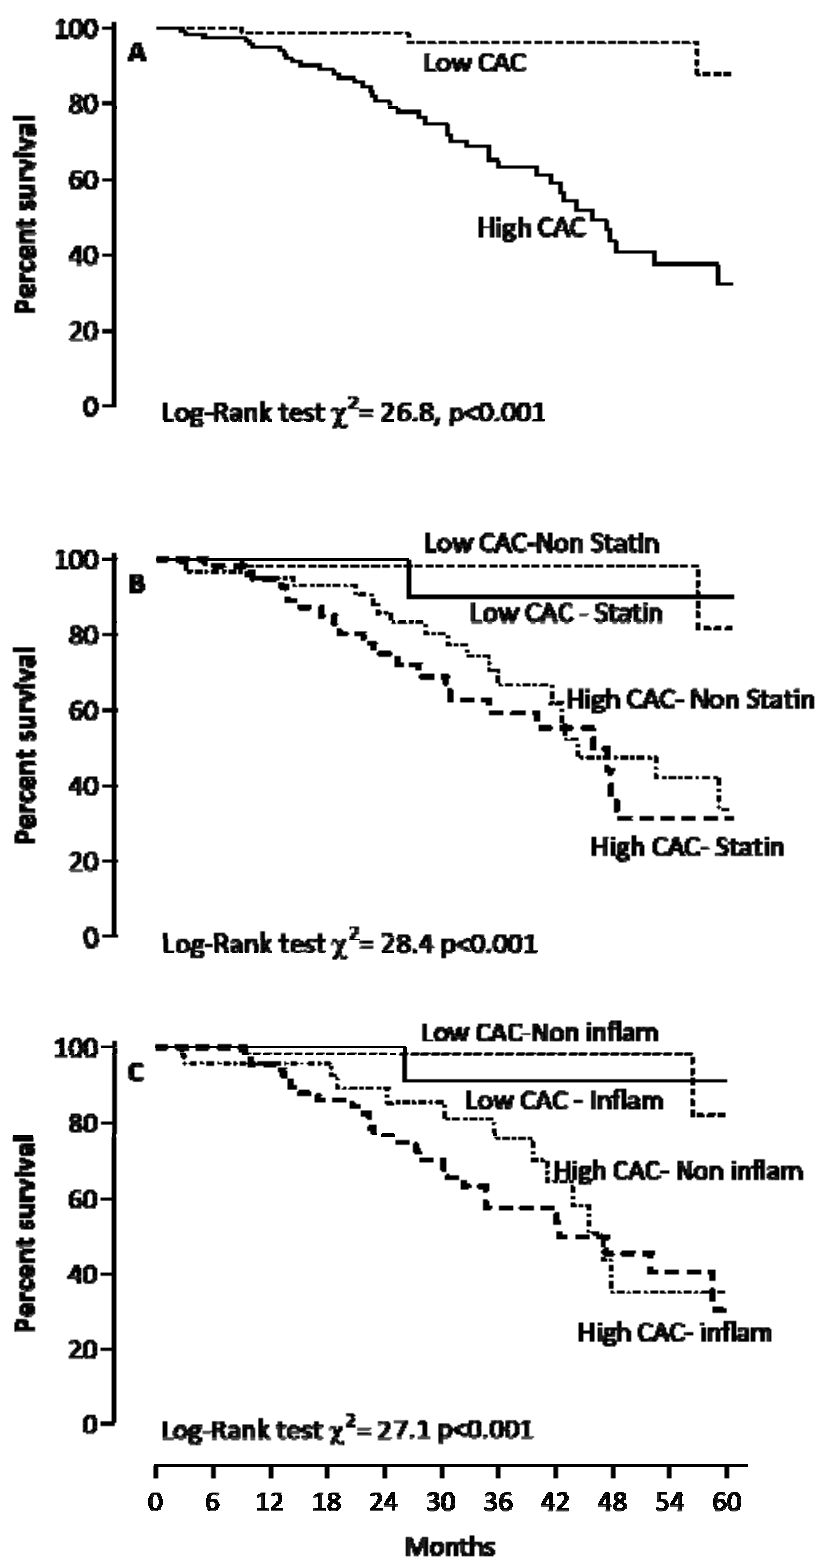 A
Percent survival
100
80
60
40
20
0
Low CAC
High CAC
Log-Rank test χ²= 26.8, p<0.001
B
Percent survival
100
80
60
40
20
0
Low CAC-Non Statin
Low CAC - Statin
High CAC- Non Statin
High CAC- Statin
Log-Rank test χ²= 28.4 p<0.001
C
Percent survival
100
80
60
40
20
0
Low CAC-Non inflam
Low CAC - Inflam
High CAC- Non inflam
High CAC- inflam
Log-Rank test χ²= 27.1 p<0.001
0 6 12 18 24 30 36 42 48 54 60
Months